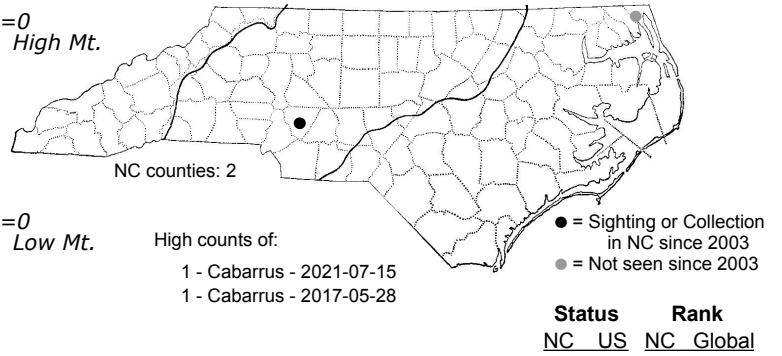 =0
High Mt.
NC counties: 2
=0
Low Mt.
High counts of:
1 - Cabarrus - 2021-07-15
1 - Cabarrus - 2017-05-28
● = Sighting or Collection
in NC since 2003
● = Not seen since 2003
Status Rank
NC US NC Global